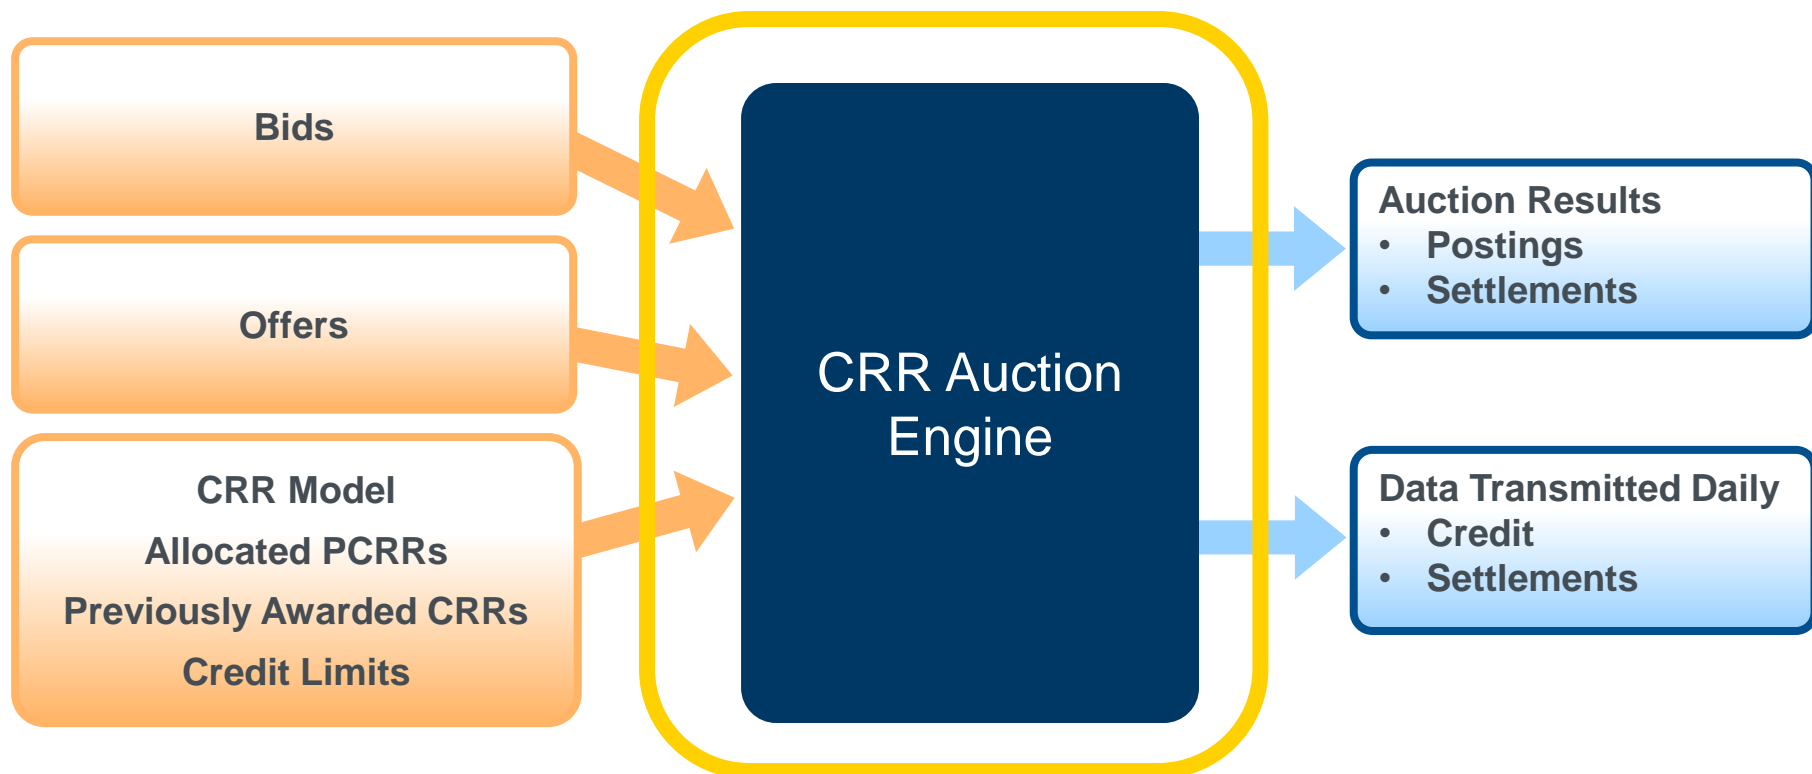 Bids
Offers
CRR Model
Allocated PCRRs
Previously Awarded CRRs
Credit Limits
CRR Auction
Engine
Auction Results
• Postings
• Settlements
Data Transmitted Daily
• Credit
• Settlements